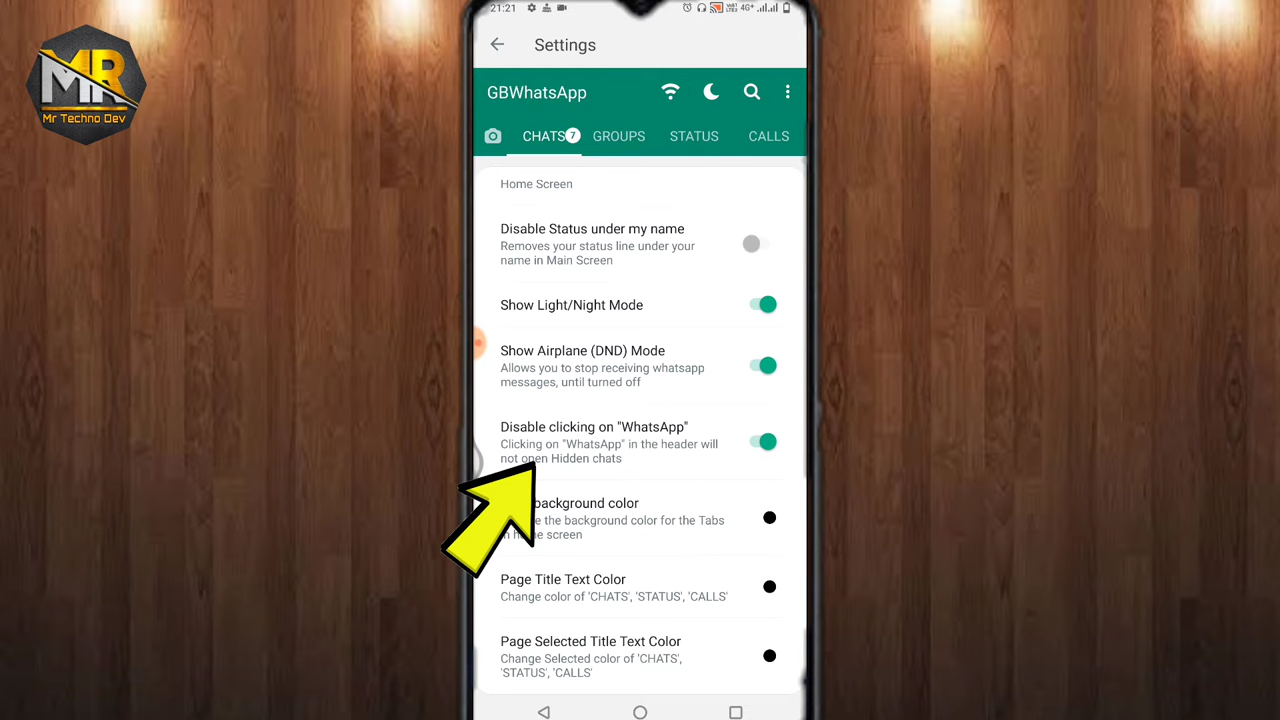 MR
Mr Techno Dev
21:21
4G+
Settings
GBWhatsApp
CHATS 7 GROUPS STATUS CALLS
Home Screen
Disable Status under my name
Removes your status line under your
name in Main Screen
Show Light/Night Mode
Show Airplane (DND) Mode
Allows you to stop receiving whatsapp
messages, until turned off
Disable clicking on "WhatsApp"
Clicking on "WhatsApp" in the header will
not open Hidden chats
background color
the background color for the Tabs
screen
Page Title Text Color
Change color of 'CHATS', 'STATUS', 'CALLS'
Page Selected Title Text Color
Change Selected color of 'CHATS',
'STATUS', 'CALLS'